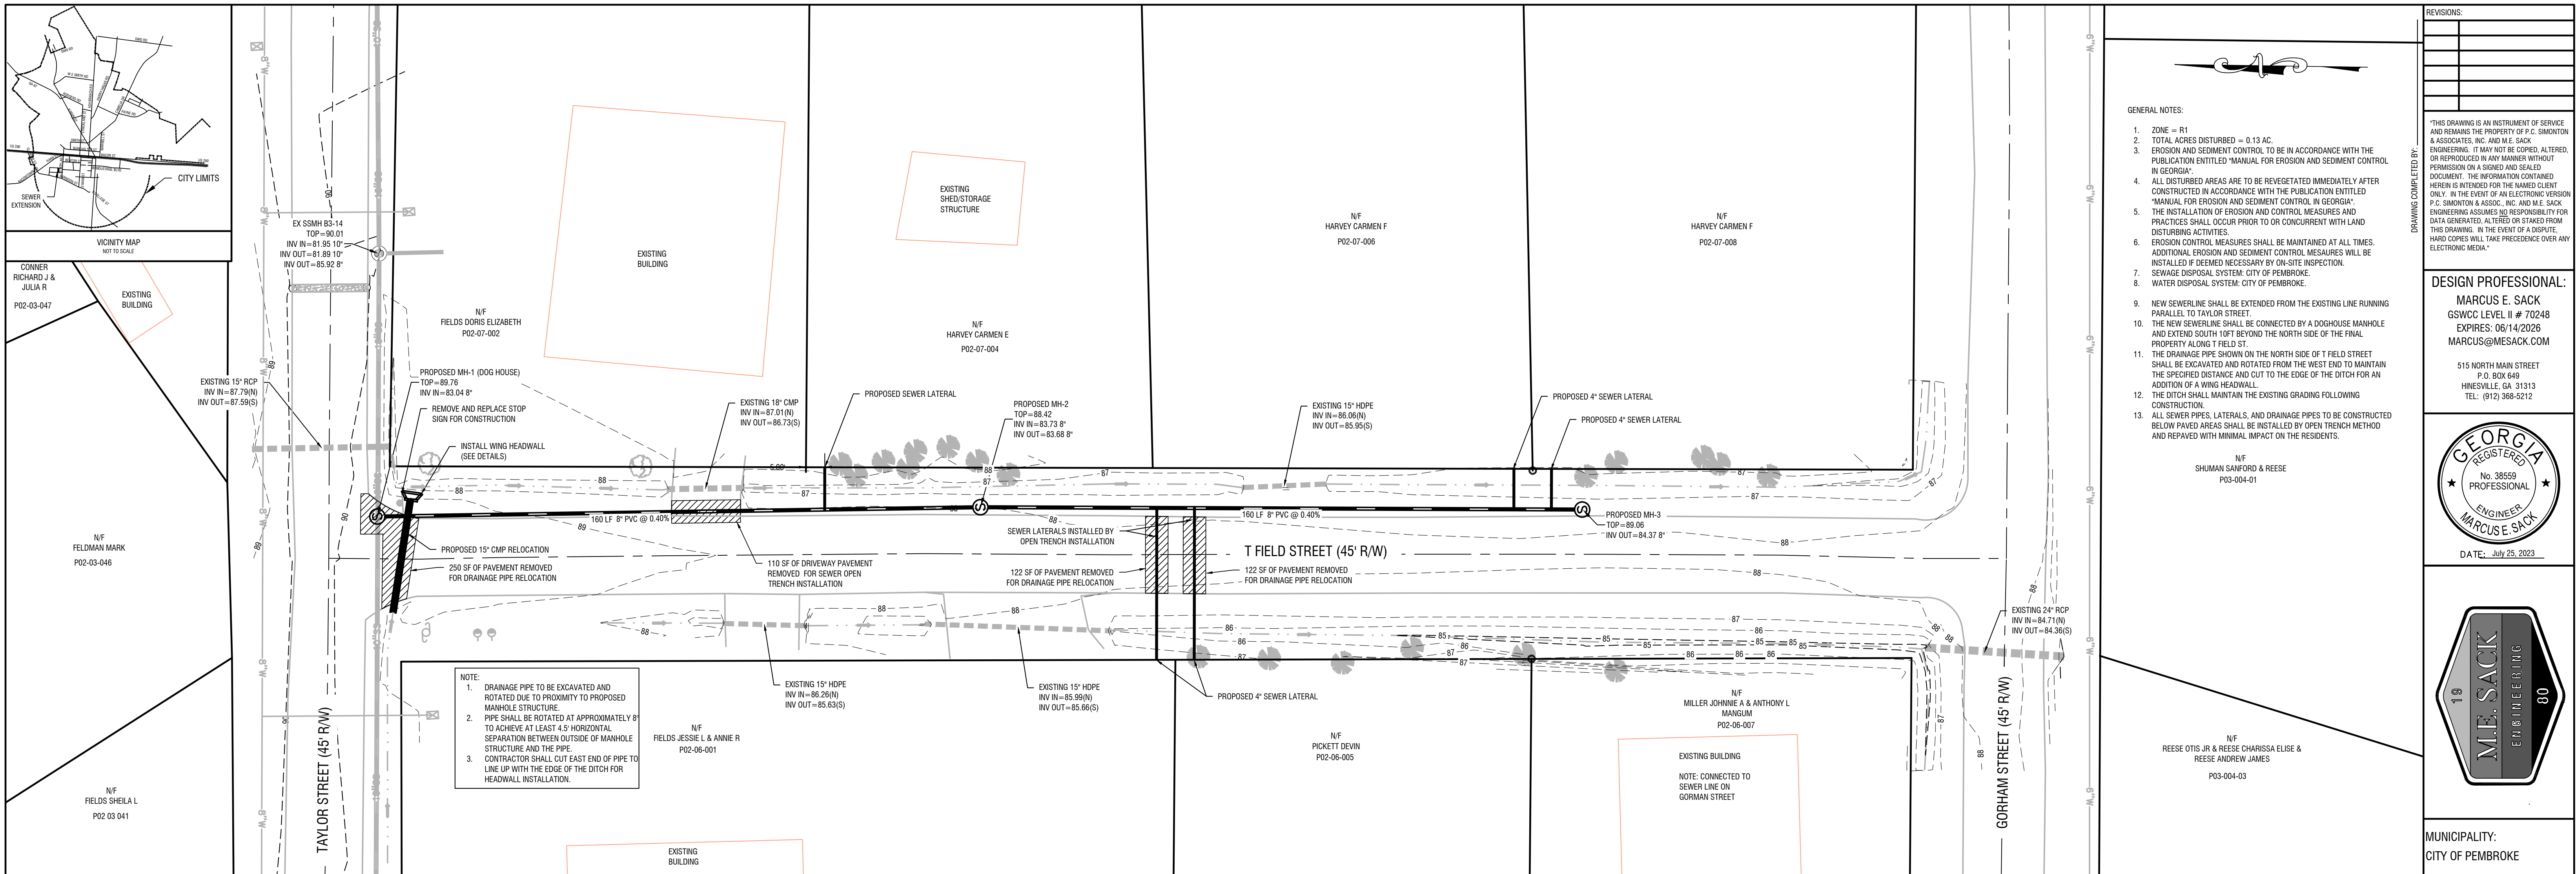 CITY LIMITS
SEWER
EXTENSION
VICINITY MAP
NOT TO SCALE
CONNER
RICHARD J &
JULIA R
P02-03-047
EXISTING
BUILDING
EX SSMH B3-14
TOP=90.01
INV IN=81.95 10"
INV OUT=81.89 10"
INV OUT=85.92 8"
EXISTING 15" RCP
INV IN=87.79(N)
INV OUT=87.59(S)
N/F
FELDMAN MARK
P02-03-046
N/F
FIELDS SHEILA L
P02 03 041
TAYLOR STREET (45' R/W)
N/F
FIELDS DORIS ELIZABETH
P02-07-002
EXISTING
BUILDING
PROPOSED MH-1 (DOG HOUSE)
TOP=89.76
INV IN=83.04 8"
REMOVE AND REPLACE STOP
SIGN FOR CONSTRUCTION
INSTALL WING HEADWALL
(SEE DETAILS)
EXISTING 18" CMP
INV IN=87.01(N)
INV OUT=86.73(S)
EXISTING
SHED/STORAGE
STRUCTURE
N/F
HARVEY CARMEN E
P02-07-004
PROPOSED SEWER LATERAL
PROPOSED MH-2
TOP=88.42
INV IN=83.73 8"
INV OUT=83.68 8"
N/F
HARVEY CARMEN F
P02-07-006
EXISTING 15" HDPE
INV IN=86.06(N)
INV OUT=85.95(S)
N/F
HARVEY CARMEN F
P02-07-008
PROPOSED 4" SEWER LATERAL
PROPOSED 4" SEWER LATERAL
160 LF 8" PVC @ 0.40%
160 LF 8" PVC @ 0.40%
PROPOSED MH-3
TOP=89.06
INV OUT=84.37 8"
SEWER LATERALS INSTALLED BY
OPEN TRENCH INSTALLATION
T FIELD STREET (45' R/W)
PROPOSED 15" CMP RELOCATION
250 SF OF PAVEMENT REMOVED
FOR DRAINAGE PIPE RELOCATION
110 SF OF DRIVEWAY PAVEMENT
REMOVED FOR SEWER OPEN
TRENCH INSTALLATION
122 SF OF PAVEMENT REMOVED
FOR DRAINAGE PIPE RELOCATION
122 SF OF PAVEMENT REMOVED
FOR DRAINAGE PIPE RELOCATION
EXISTING 24" RCP
INV IN=84.71(N)
INV OUT=84.36(S)
NOTE:
1. DRAINAGE PIPE TO BE EXCAVATED AND
ROTATED DUE TO PROXIMITY TO PROPOSED
MANHOLE STRUCTURE.
2. PIPE SHALL BE ROTATED AT APPROXIMATELY 8°
TO ACHIEVE AT LEAST 4.5' HORIZONTAL
SEPARATION BETWEEN OUTSIDE OF MANHOLE
STRUCTURE AND THE PIPE.
3. CONTRACTOR SHALL CUT EAST END OF PIPE TO
LINE UP WITH THE EDGE OF THE DITCH FOR
HEADWALL INSTALLATION.
N/F
FIELDS JESSIE L & ANNIE R
P02-06-001
EXISTING 15" HDPE
INV IN=86.26(N)
INV OUT=85.63(S)
EXISTING 15" HDPE
INV IN=85.99(N)
INV OUT=85.66(S)
PROPOSED 4" SEWER LATERAL
EXISTING
BUILDING
N/F
PICKETT DEVIN
P02-06-005
N/F
MILLER JOHNNIE A & ANTHONY L
MANGUM
P02-06-007
EXISTING BUILDING
NOTE: CONNECTED TO
SEWER LINE ON
GORMAN STREET
GORHAM STREET (45' R/W)
GENERAL NOTES:
1. ZONE = R1
2. TOTAL ACRES DISTURBED = 0.13 AC.
3. EROSION AND SEDIMENT CONTROL TO BE IN ACCORDANCE WITH THE
PUBLICATION ENTITLED "MANUAL FOR EROSION AND SEDIMENT CONTROL
IN GEORGIA".
4. ALL DISTURBED AREAS ARE TO BE REVEGETATED IMMEDIATELY AFTER
CONSTRUCTED IN ACCORDANCE WITH THE PUBLICATION ENTITLED
"MANUAL FOR EROSION AND SEDIMENT CONTROL IN GEORGIA".
5. THE INSTALLATION OF EROSION AND CONTROL MEASURES AND
PRACTICES SHALL OCCUR PRIOR TO OR CONCURRENT WITH LAND
DISTURBING ACTIVITIES.
6. EROSION CONTROL MEASURES SHALL BE MAINTAINED AT ALL TIMES.
ADDITIONAL EROSION AND SEDIMENT CONTROL MESAURES WILL BE
INSTALLED IF DEEMED NECESSARY BY ON-SITE INSPECTION.
7. SEWAGE DISPOSAL SYSTEM: CITY OF PEMBROKE.
8. WATER DISPOSAL SYSTEM: CITY OF PEMBROKE.
9. NEW SEWERLINE SHALL BE EXTENDED FROM THE EXISTING LINE RUNNING
PARALLEL TO TAYLOR STREET.
10. THE NEW SEWERLINE SHALL BE CONNECTED BY A DOGHOUSE MANHOLE
AND EXTEND SOUTH 10FT BEYOND THE NORTH SIDE OF THE FINAL
PROPERTY ALONG T FIELD ST.
11. THE DRAINAGE PIPE SHOWN ON THE NORTH SIDE OF T FIELD STREET
SHALL BE EXCAVATED AND ROTATED FROM THE WEST END TO MAINTAIN
THE SPECIFIED DISTANCE AND CUT TO THE EDGE OF THE DITCH FOR AN
ADDITION OF A WING HEADWALL.
12. THE DITCH SHALL MAINTAIN THE EXISTING GRADING FOLLOWING
CONSTRUCTION.
13. ALL SEWER PIPES, LATERALS, AND DRAINAGE PIPES TO BE CONSTRUCTED
BELOW PAVED AREAS SHALL BE INSTALLED BY OPEN TRENCH METHOD
AND REPAVED WITH MINIMAL IMPACT ON THE RESIDENTS.
N/F
SHUMAN SANFORD & REESE
P03-004-01
N/F
REESE OTIS JR & REESE CHARISSA ELISE &
REESE ANDREW JAMES
P03-004-03
DRAWING COMPLETED BY:
REVISIONS:
"THIS DRAWING IS AN INSTRUMENT OF SERVICE
AND REMAINS THE PROPERTY OF P.C. SIMONTON
& ASSOCIATES, INC. AND M.E. SACK
ENGINEERING. IT MAY NOT BE COPIED, ALTERED,
OR REPRODUCED IN ANY MANNER WITHOUT
PERMISSION ON A SIGNED AND SEALED
DOCUMENT. THE INFORMATION CONTAINED
HEREIN IS INTENDED FOR THE NAMED CLIENT
ONLY. IN THE EVENT OF AN ELECTRONIC VERSION
P.C. SIMONTON & ASSOC., INC. AND M.E. SACK
ENGINEERING ASSUMES NO RESPONSIBILITY FOR
DATA GENERATED, ALTERED OR STAKED FROM
THIS DRAWING. IN THE EVENT OF A DISPUTE,
HARD COPIES WILL TAKE PRECEDENCE OVER ANY
ELECTRONIC MEDIA."
DESIGN PROFESSIONAL:
MARCUS E. SACK
GSWCC LEVEL II # 70248
EXPIRES: 06/14/2026
MARCUS@MESACK.COM
515 NORTH MAIN STREET
P.O. BOX 649
HINESVILLE, GA 31313
TEL: (912) 368-5212
GEORGIA
REGISTERED
No. 38559
PROFESSIONAL
ENGINEER
MARCUS E. SACK
DATE: July 25, 2023
19
M.E. SACK
ENGINEERING
80
MUNICIPALITY:
CITY OF PEMBROKE